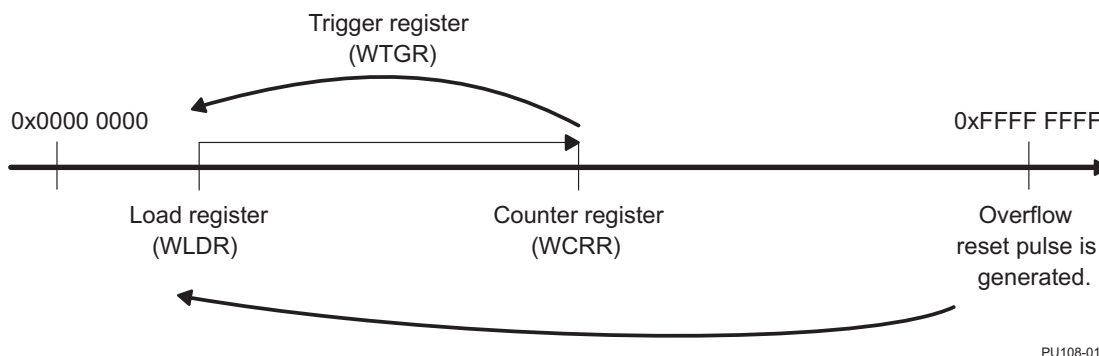 Trigger register
(WTGR)
0x0000 0000
0xFFFF FFFF
Load register
(WLDR)
Counter register
(WCRR)
Overflow
reset pulse is
generated.
PU108-01